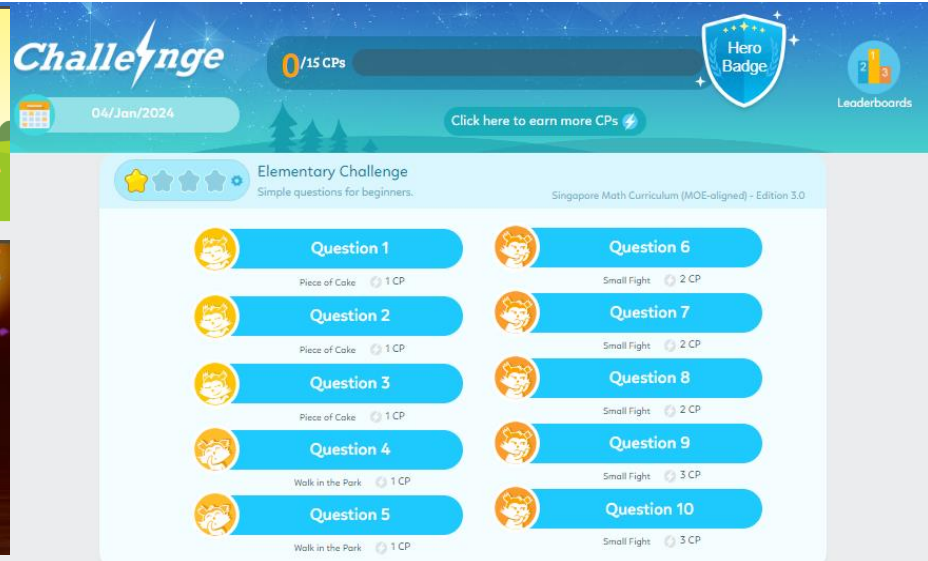 Challenge
0/15 CPs
Hero
Badge
1
2
3
Leaderboards
04/Jan/2024
Click here to earn more CPs
Elementary Challenge
Simple questions for beginners.
Singapore Math Curriculum (MOE-aligned) - Edition 3.0
Question 1
Piece of Cake 1 CP
Question 2
Piece of Cake 1 CP
Question 3
Piece of Cake 1 CP
Question 4
Walk in the Park 1 CP
Question 5
Walk in the Park 1 CP
Question 6
Small Fight 2 CP
Question 7
Small Fight 2 CP
Question 8
Small Fight 2 CP
Question 9
Small Fight 3 CP
Question 10
Small Fight 3 CP